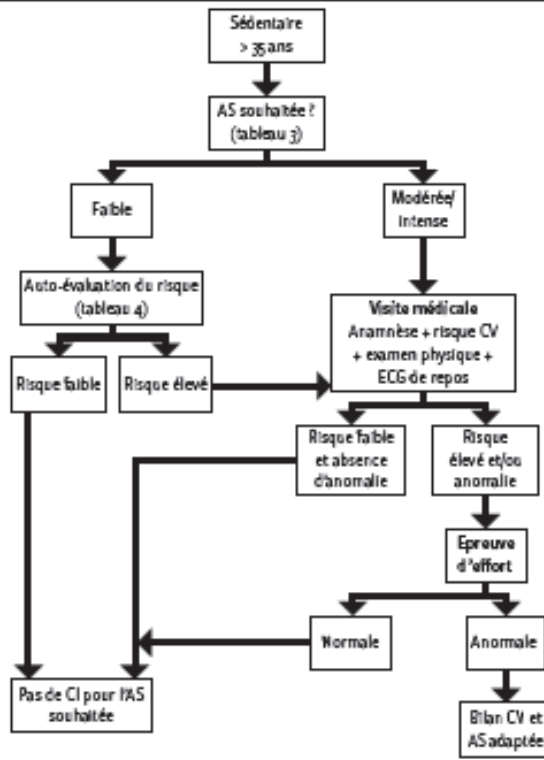 Sédentaire
> 35 ans
AS souhaitée ?
(tableau 3)
Faible
Modérée/
intense
Auto-évaluation du risque
(tableau 4)
Visite médicale
Anamnèse + risque CV
+ examen physique +
ECG de repos
Risque faible
Risque élevé
Risque faible
et absence
d'anomalie
Risque
élevé et/ou
anomalie
Epreuve
d'effort
Normale
Anormale
Pas de CI pour l'AS
souhaitée
Bilan CV et
AS adaptée